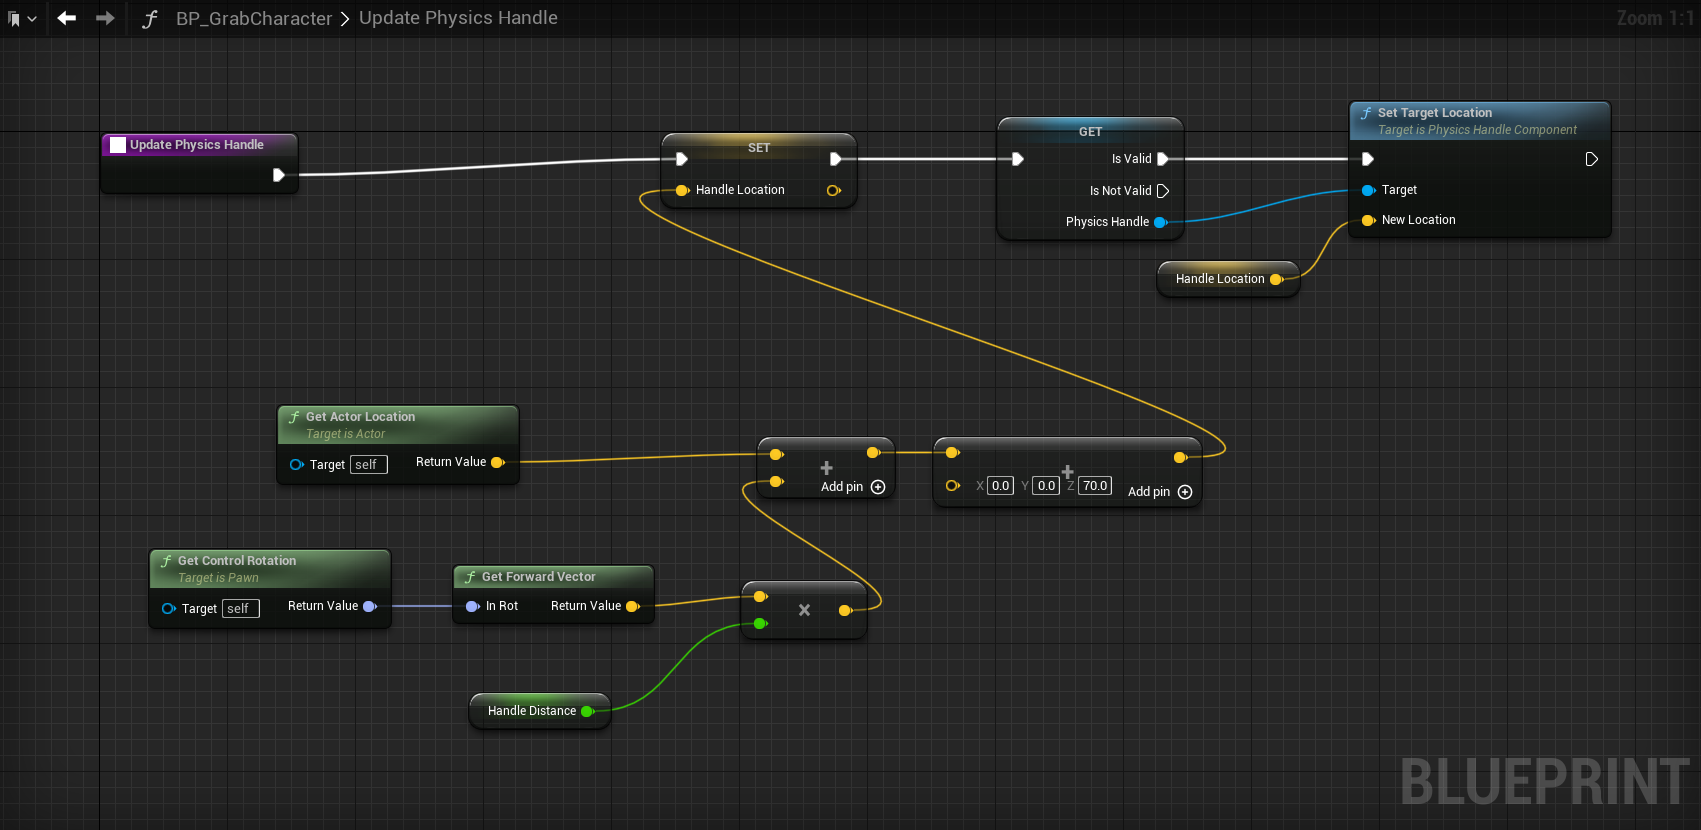 BP_GrabCharacter > Update Physics Handle
Zoom 1:1
Update Physics Handle
SET
Handle Location
GET
Is Valid
Is Not Valid
Physics Handle
Set Target Location
Target is Physics Handle Component
Target
New Location
Handle Location
Get Actor Location
Target is Actor
Target self Return Value
+
Add pin
+
X 0.0 Y 0.0 Z 70.0 Add pin
Get Control Rotation
Target is Pawn
Target self Return Value
Get Forward Vector
In Rot Return Value
×
Handle Distance
BLUEPRINT